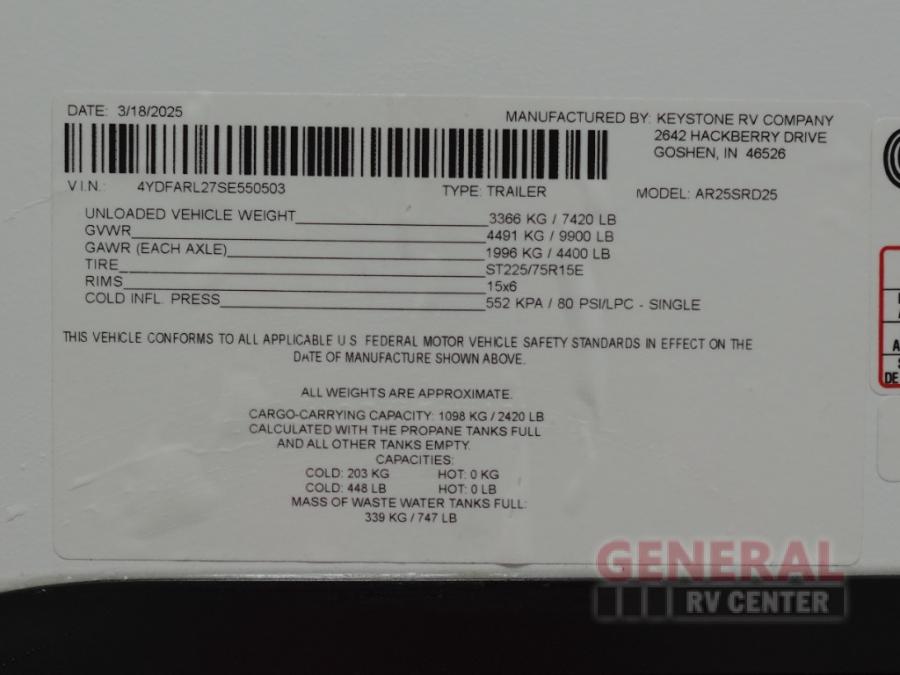 DATE: 3/18/2025
MANUFACTURED BY: KEYSTONE RV COMPANY
2642 HACKBERRY DRIVE
GOSHEN, IN 46526
V I.N.: 4YDFARL27SE550503 TYPE: TRAILER MODEL: AR25SRD25
UNLOADED VEHICLE WEIGHT 3366 KG / 7420 LB
GVWR 4491 KG / 9900 LB
GAWR (EACH AXLE) 1996 KG / 4400 LB
TIRE ST225/75R15E
RIMS 15x6
COLD INFL. PRESS 552 KPA / 80 PSI/LPC - SINGLE
THIS VEHICLE CONFORMS TO ALL APPLICABLE U S. FEDERAL MOTOR VEHICLE SAFETY STANDARDS IN EFFECT ON THE
DATE OF MANUFACTURE SHOWN ABOVE.
ALL WEIGHTS ARE APPROXIMATE.
CARGO-CARRYING CAPACITY: 1098 KG / 2420 LB
CALCULATED WITH THE PROPANE TANKS FULL
AND ALL OTHER TANKS EMPTY.
CAPACITIES:
COLD: 203 KG HOT: 0 KG
COLD: 448 LB HOT: 0 LB
MASS OF WASTE WATER TANKS FULL:
339 KG / 747 LB
DE
GENERAL
RV CENTER